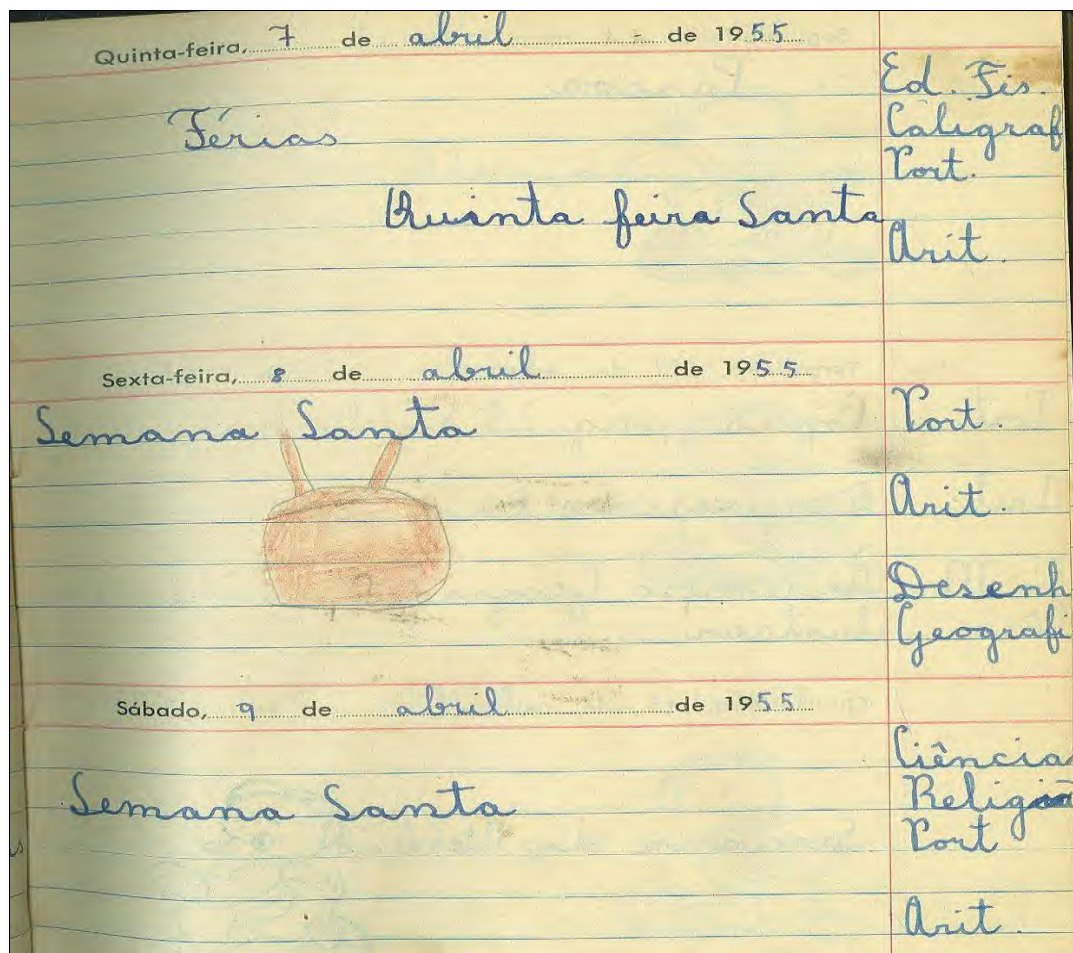 Quinta-feira, 7 de abril de 1955
Ed. Fis.
Férias
Caligraf
Port.
Quinta feira Santa
Arit.
Sexta-feira, 8 de abril de 1955
Semana Santa
Port.
Arit.
Desenh
Geografi
Sábado, 9 de abril de 1955
Ciência
Semana Santa
Religiã
Port
Arit.